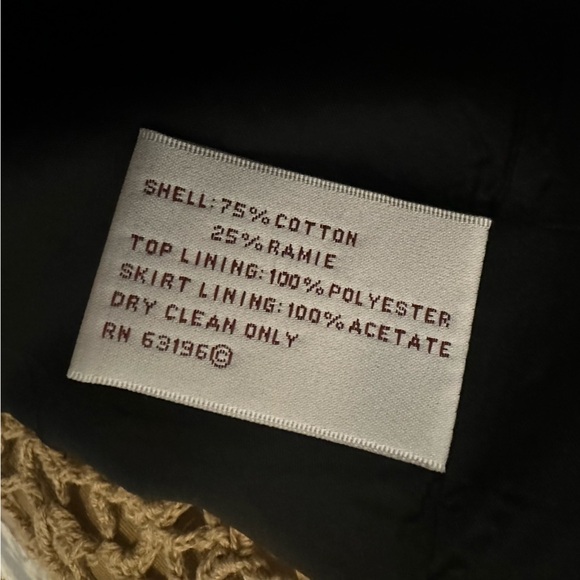 SHELL: 75% COTTON
25% RAMIE
TOP LINING: 100% POLYESTER
SKIRT LINING: 100% ACETATE
DRY CLEAN ONLY
RN 63196©